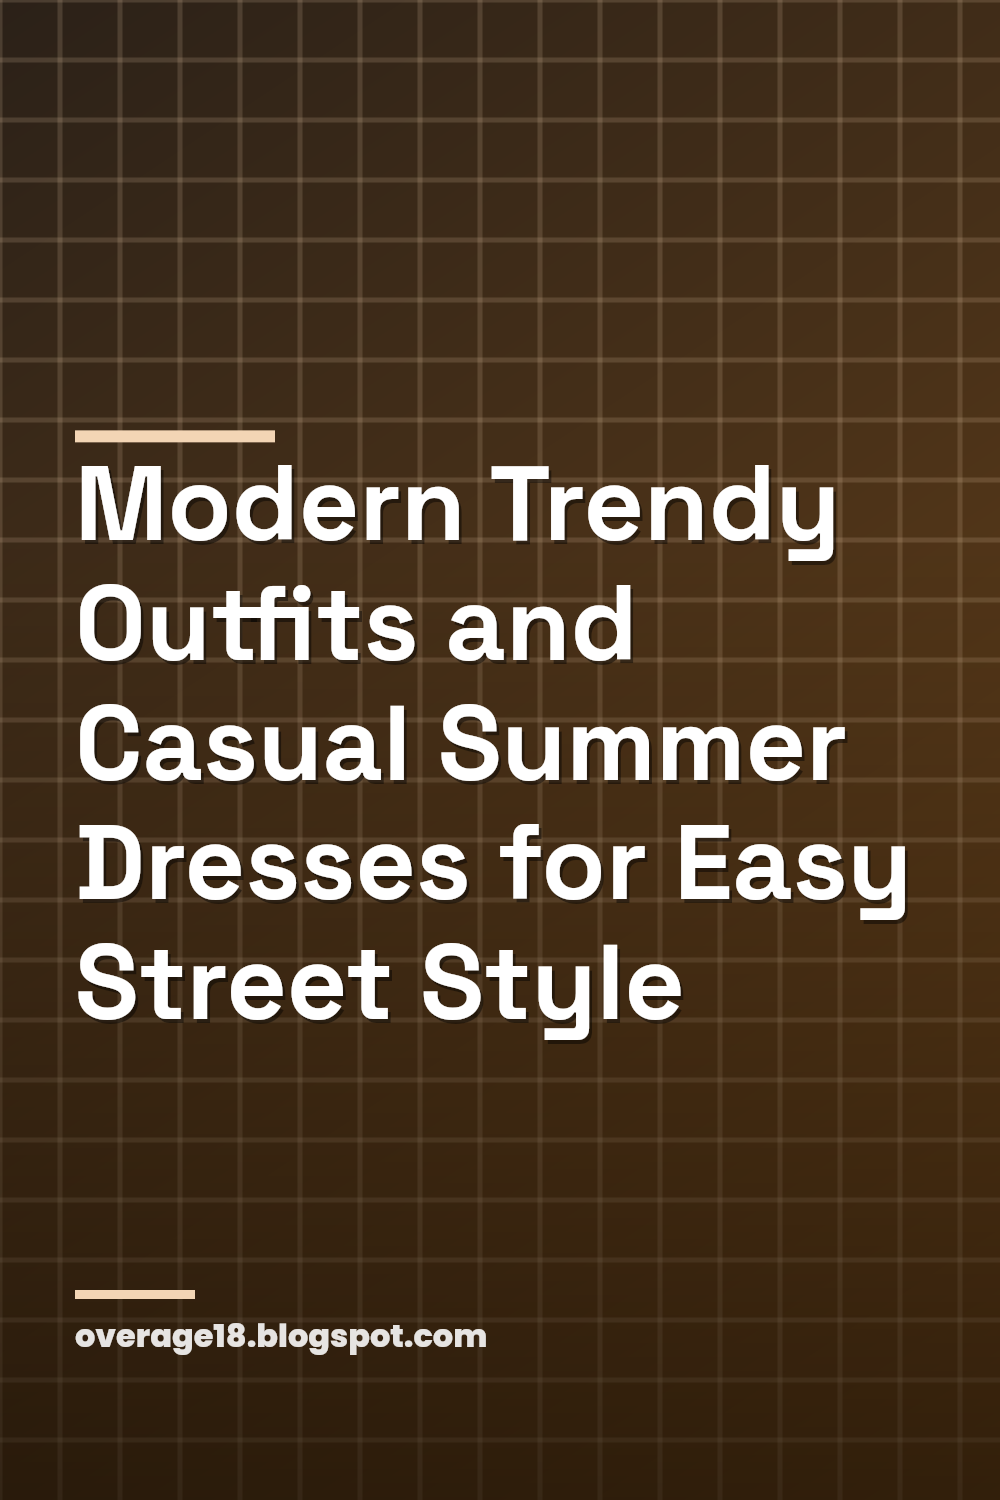 Modern Trendy
Outfits and
Casual Summer
Dresses for Easy
Street Style
overage18.blogspot.com